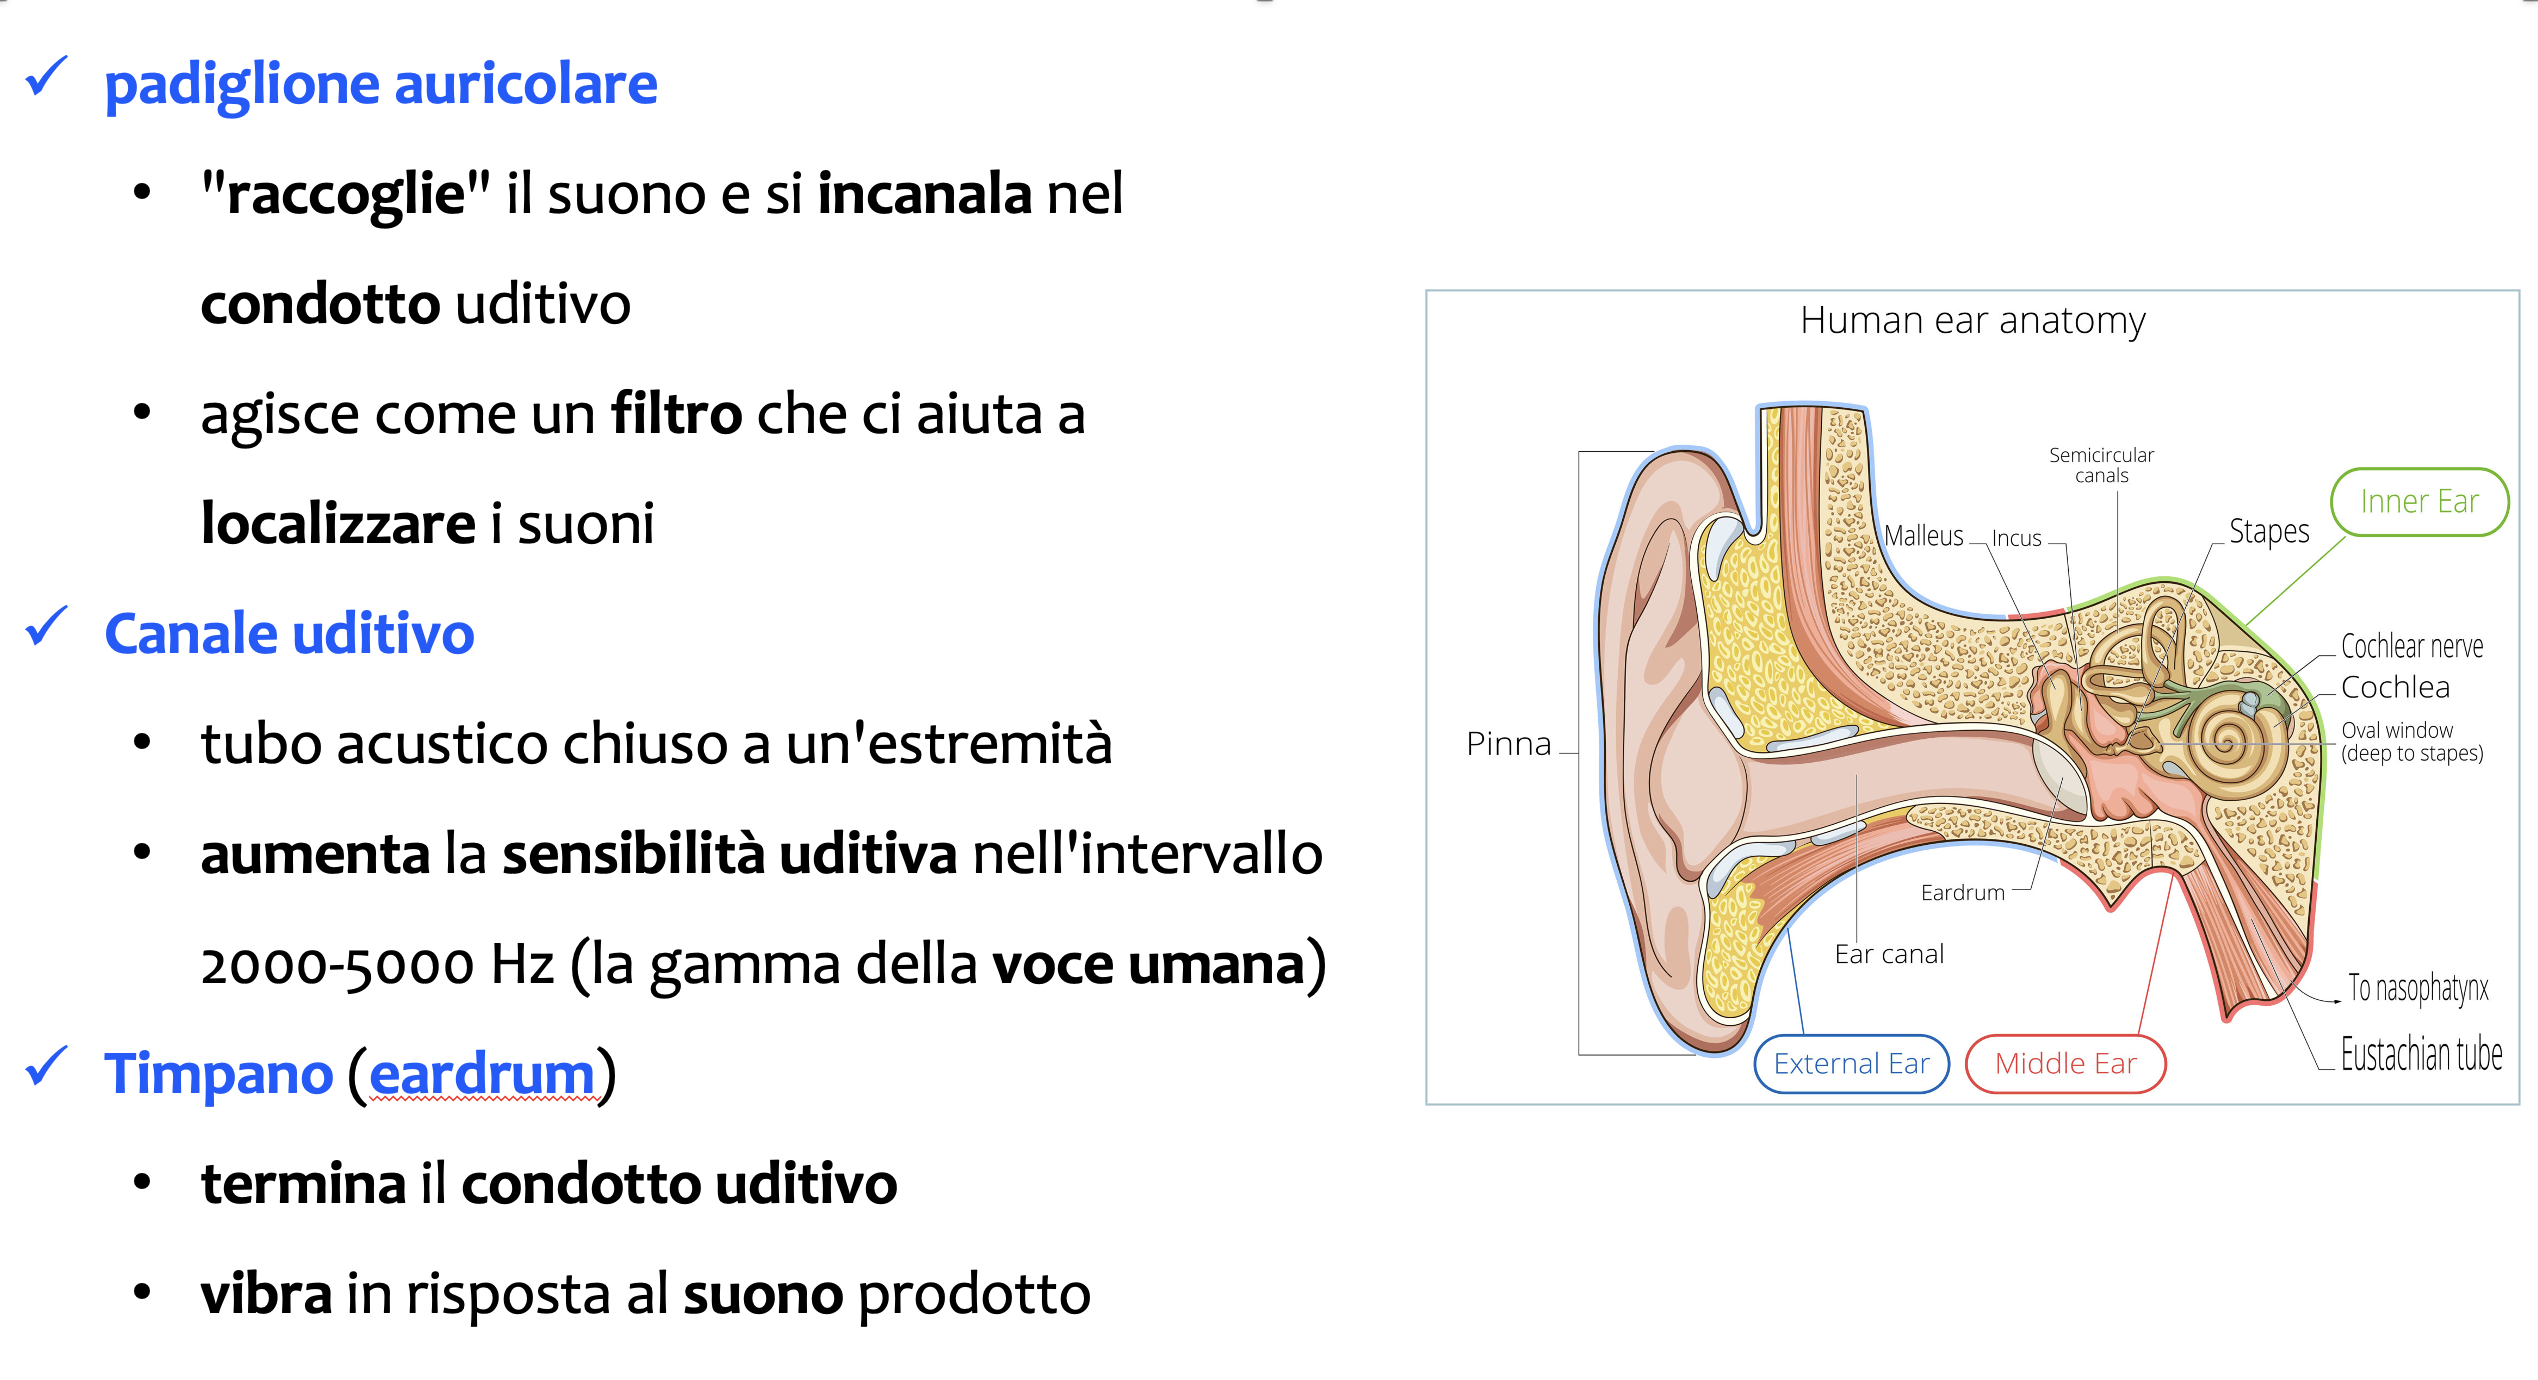 padiglione auricolare
"raccoglie" il suono e si incanala nel
condotto uditivo
agisce come un filtro che ci aiuta a
localizzare i suoni
Canale uditivo
tubo acustico chiuso a un'estremità
aumenta la sensibilità uditiva nell'intervallo
2000-5000 Hz (la gamma della voce umana)
Timpano (eardrum)
termina il condotto uditivo
vibra in risposta al suono prodotto
Human ear anatomy
Semicircular
canals
Inner Ear
Malleus
Incus
Stapes
Cochlear nerve
Cochlea
Oval window
(deep to stapes)
Pinna
Eardrum
Ear canal
To nasophatynx
Eustachian tube
External Ear
Middle Ear